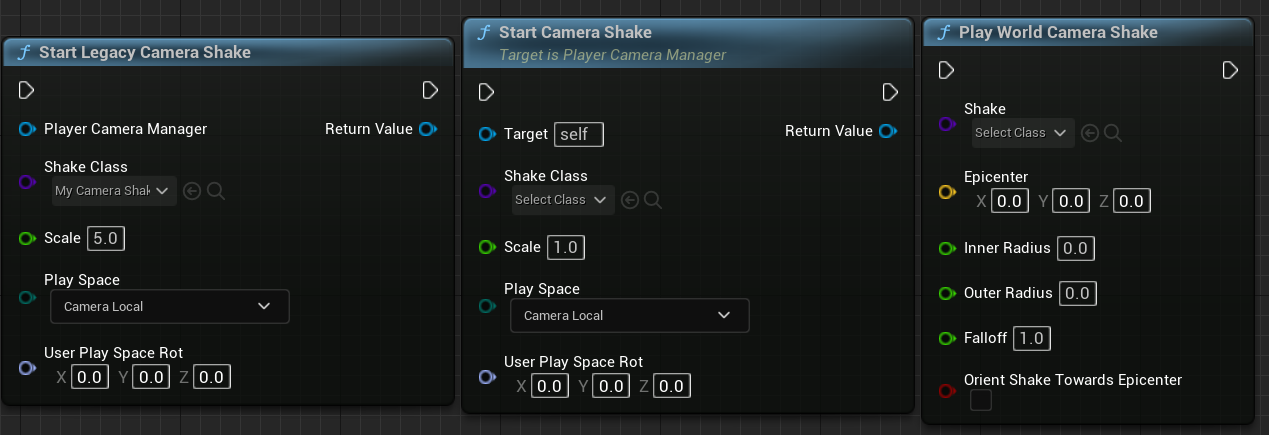 Start Legacy Camera Shake
Player Camera Manager
Return Value
Shake Class
My Camera Shak
Scale 5.0
Play Space
Camera Local
User Play Space Rot
X 0.0 Y 0.0 Z 0.0
Start Camera Shake
Target is Player Camera Manager
Target self
Return Value
Shake Class
Select Class
Scale 1.0
Play Space
Camera Local
User Play Space Rot
X 0.0 Y 0.0 Z 0.0
Play World Camera Shake
Shake
Select Class
Epicenter
X 0.0 Y 0.0 Z 0.0
Inner Radius 0.0
Outer Radius 0.0
Falloff 1.0
Orient Shake Towards Epicenter